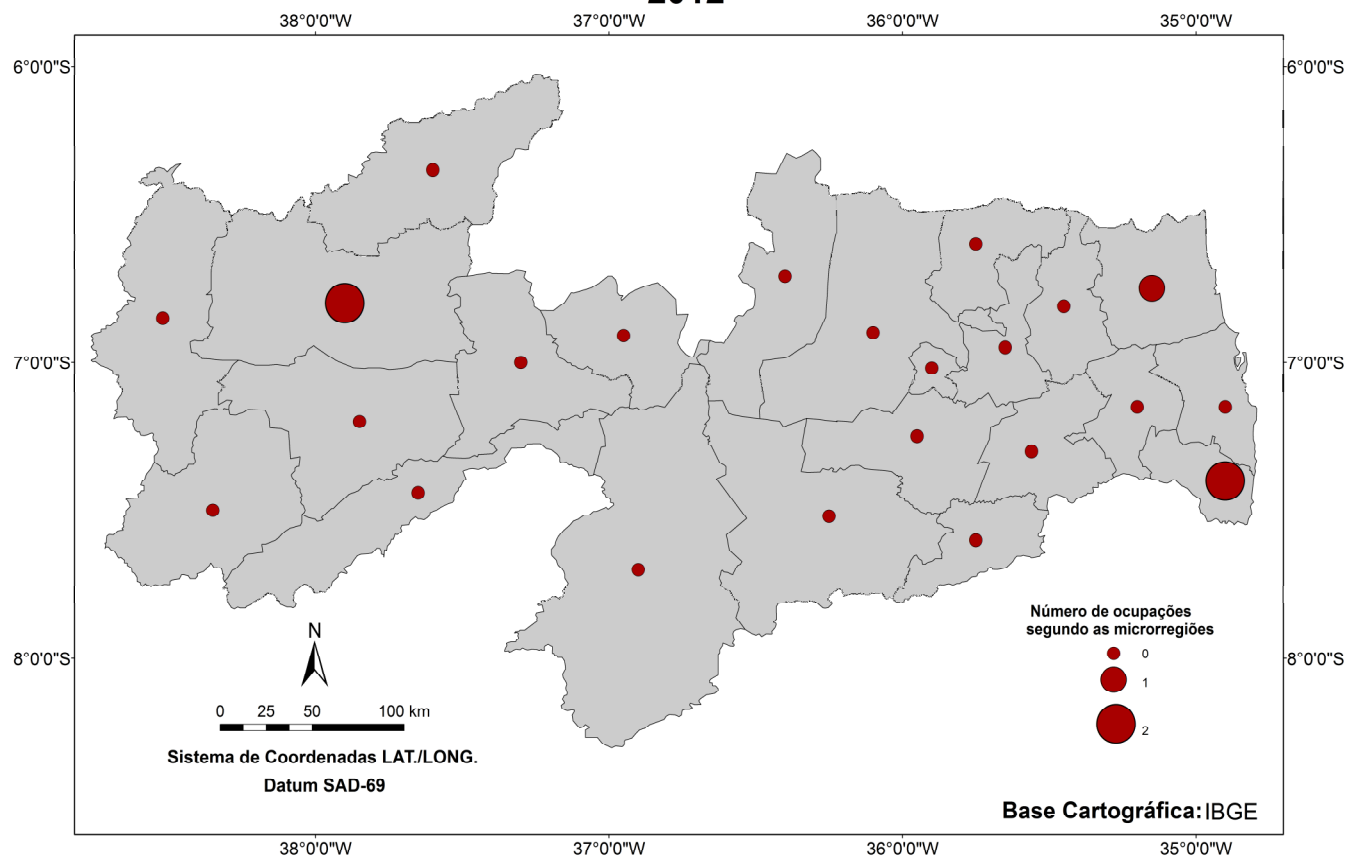 38°0'0"W 37°0'0"W 36°0'0"W 35°0'0"W
6°0'0"S 6°0'0"S
7°0'0"S 7°0'0"S
Número de ocupações
segundo as microrregiões
0
1
2
N
8°0'0"S 8°0'0"S
0 25 50 100 km
Sistema de Coordenadas LAT./LONG.
Datum SAD-69
Base Cartográfica: IBGE
38°0'0"W 37°0'0"W 36°0'0"W 35°0'0"W